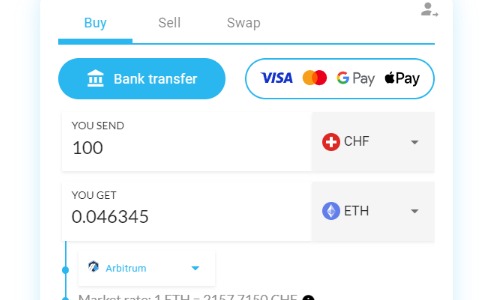 Buy Sell Swap
Bank transfer VISA G Pay Pay
YOU SEND
100 CHF
YOU GET
0.046345 ETH
Arbitrum
Market rate: 1 ETH = 2157.7150 CHF